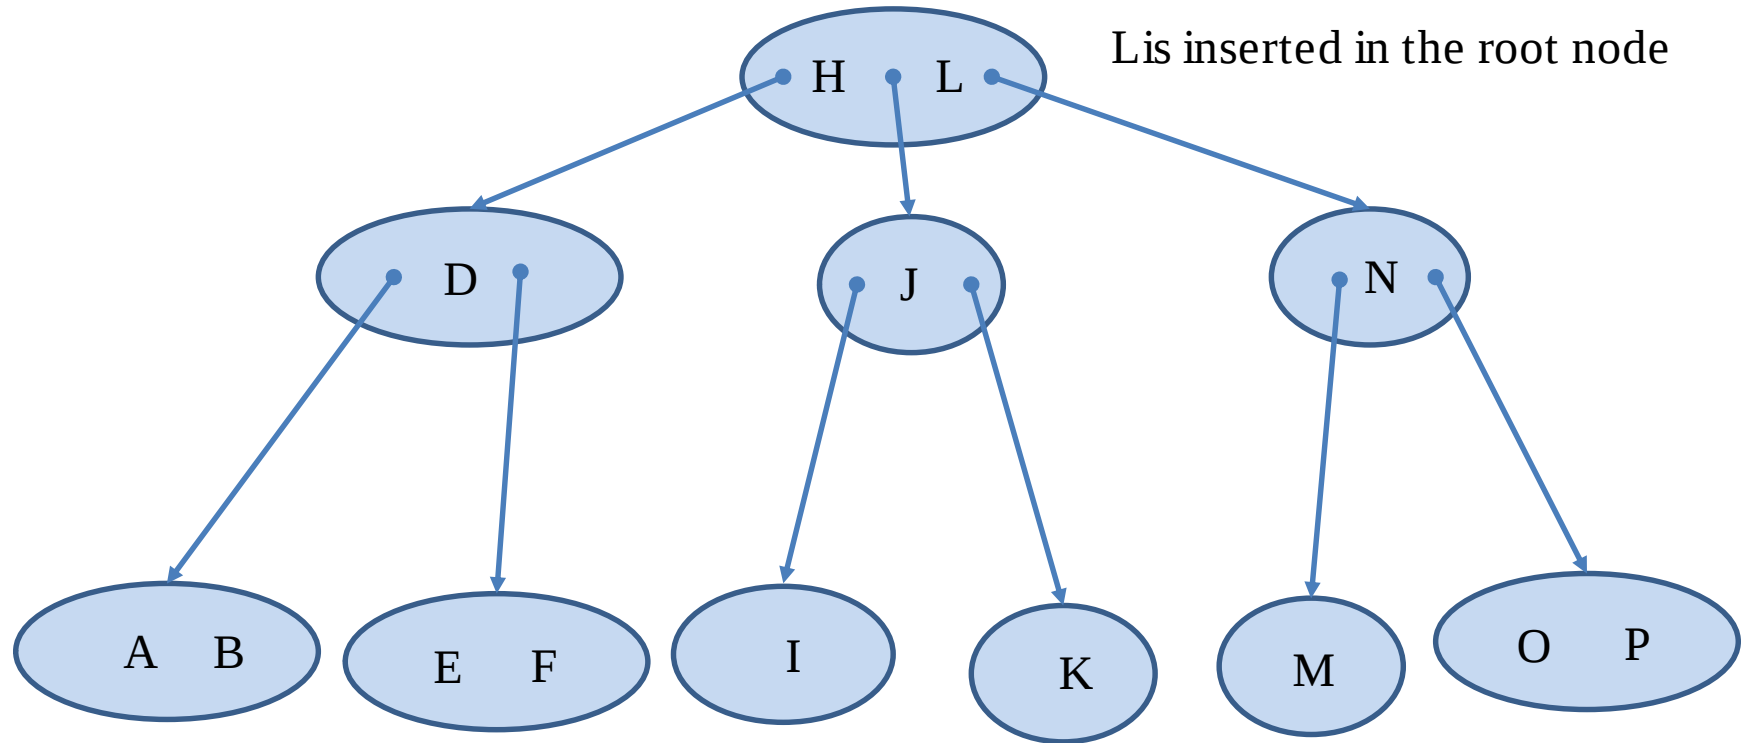 H L
Lis inserted in the root node
D
J
N
A B
E F
I
K
M
O P